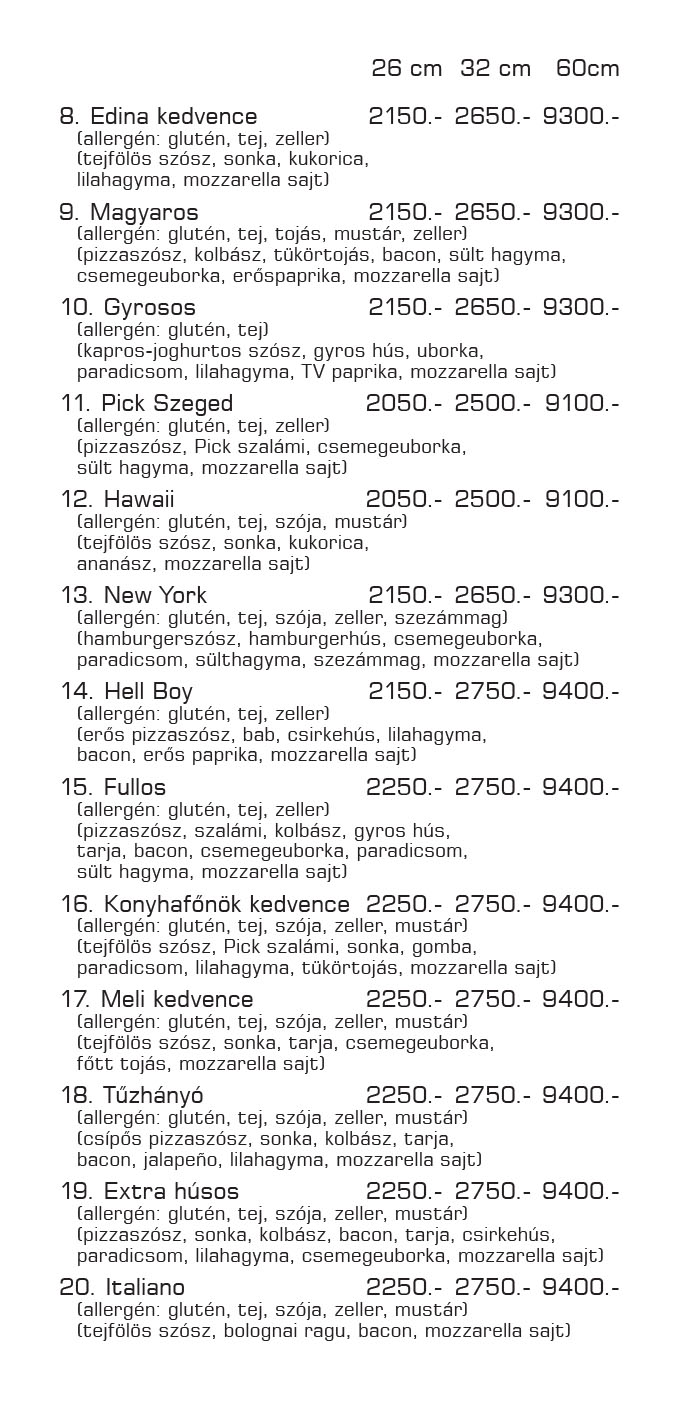 26 cm 32 cm 60cm
8. Edina kedvence 2150.- 2650.- 9300.-
(allergén: glutén, tej, zeller)
(tejfölös szósz, sonka, kukorica,
lilahagyma, mozzarella sajt)
9. Magyaros 2150.- 2650.- 9300.-
(allergén: glutén, tej, tojás, mustár, zeller)
(pizzaszósz, kolbász, tükörtojás, bacon, sült hagyma,
csemegeuborka, erőspaprika, mozzarella sajt)
10. Gyrosos 2150.- 2650.- 9300.-
(allergén: glutén, tej)
(kapros-joghurtos szósz, gyros hús, uborka,
paradicsom, lilahagyma, TV paprika, mozzarella sajt)
11. Pick Szeged 2050.- 2500.- 9100.-
(allergén: glutén, tej, zeller)
(pizzaszósz, Pick szalámi, csemegeuborka,
sült hagyma, mozzarella sajt)
12. Hawaii 2050.- 2500.- 9100.-
(allergén: glutén, tej, szója, mustár)
(tejfölös szósz, sonka, kukorica,
ananász, mozzarella sajt)
13. New York 2150.- 2650.- 9300.-
(allergén: glutén, tej, szója, zeller, szezámmag)
(hamburgerszósz, hamburgerhús, csemegeuborka,
paradicsom, sülthagyma, szezámmag, mozzarella sajt)
14. Hell Boy 2150.- 2750.- 9400.-
(allergén: glutén, tej, zeller)
(erős pizzaszósz, bab, csirkehús, lilahagyma,
bacon, erős paprika, mozzarella sajt)
15. Fullos 2250.- 2750.- 9400.-
(allergén: glutén, tej, zeller)
(pizzaszósz, szalámi, kolbász, gyros hús,
tarja, bacon, csemegeuborka, paradicsom,
sült hagyma, mozzarella sajt)
16. Konyhafőnök kedvence 2250.- 2750.- 9400.-
(allergén: glutén, tej, szója, zeller, mustár)
(tejfölös szósz, Pick szalámi, sonka, gomba,
paradicsom, lilahagyma, tükörtojás, mozzarella sajt)
17. Meli kedvence 2250.- 2750.- 9400.-
(allergén: glutén, tej, szója, zeller, mustár)
(tejfölös szósz, sonka, tarja, csemegeuborka,
főtt tojás, mozzarella sajt)
18. Tűzhányó 2250.- 2750.- 9400.-
(allergén: glutén, tej, szója, zeller, mustár)
(csípős pizzaszósz, sonka, kolbász, tarja,
bacon, jalapeño, lilahagyma, mozzarella sajt)
19. Extra húsos 2250.- 2750.- 9400.-
(allergén: glutén, tej, szója, zeller, mustár)
(pizzaszósz, sonka, kolbász, bacon, tarja, csirkehús,
paradicsom, lilahagyma, csemegeuborka, mozzarella sajt)
20. Italiano 2250.- 2750.- 9400.-
(allergén: glutén, tej, szója, zeller, mustár)
(tejfölös szósz, bolognai ragu, bacon, mozzarella sajt)